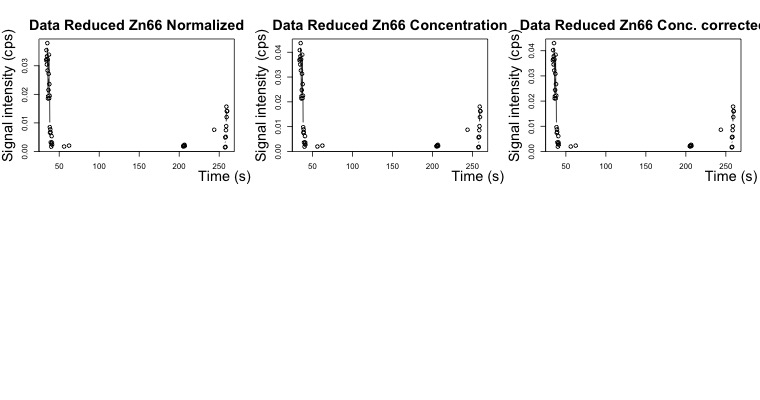 Data Reduced Zn66 Normalized
Signal intensity (cps)
0.00 0.01 0.02 0.03
50 100 150 200 250
Time (s)
Data Reduced Zn66 Concentration
Signal intensity (cps)
0.00 0.01 0.02 0.03 0.04
50 100 150 200 250
Time (s)
Data Reduced Zn66 Conc. corrected
Signal intensity (cps)
0.00 0.01 0.02 0.03 0.04
50 100 150 200 250
Time (s)